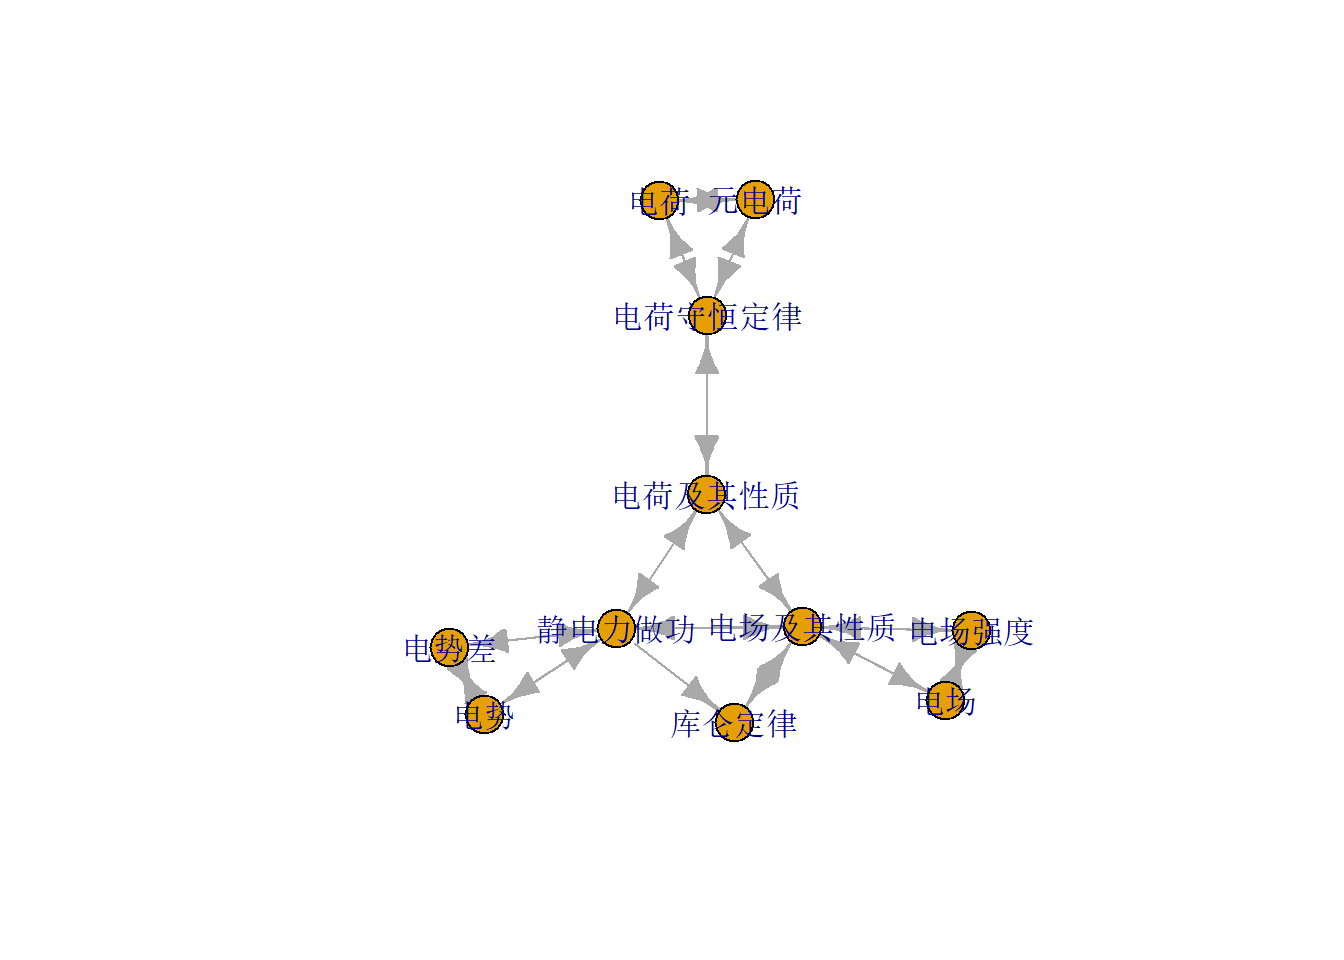 电荷
元电荷
电荷守恒定律
电荷及其性质
静电力做功
电场及其性质
电场强度
电势差
电场
电势
库仑定律